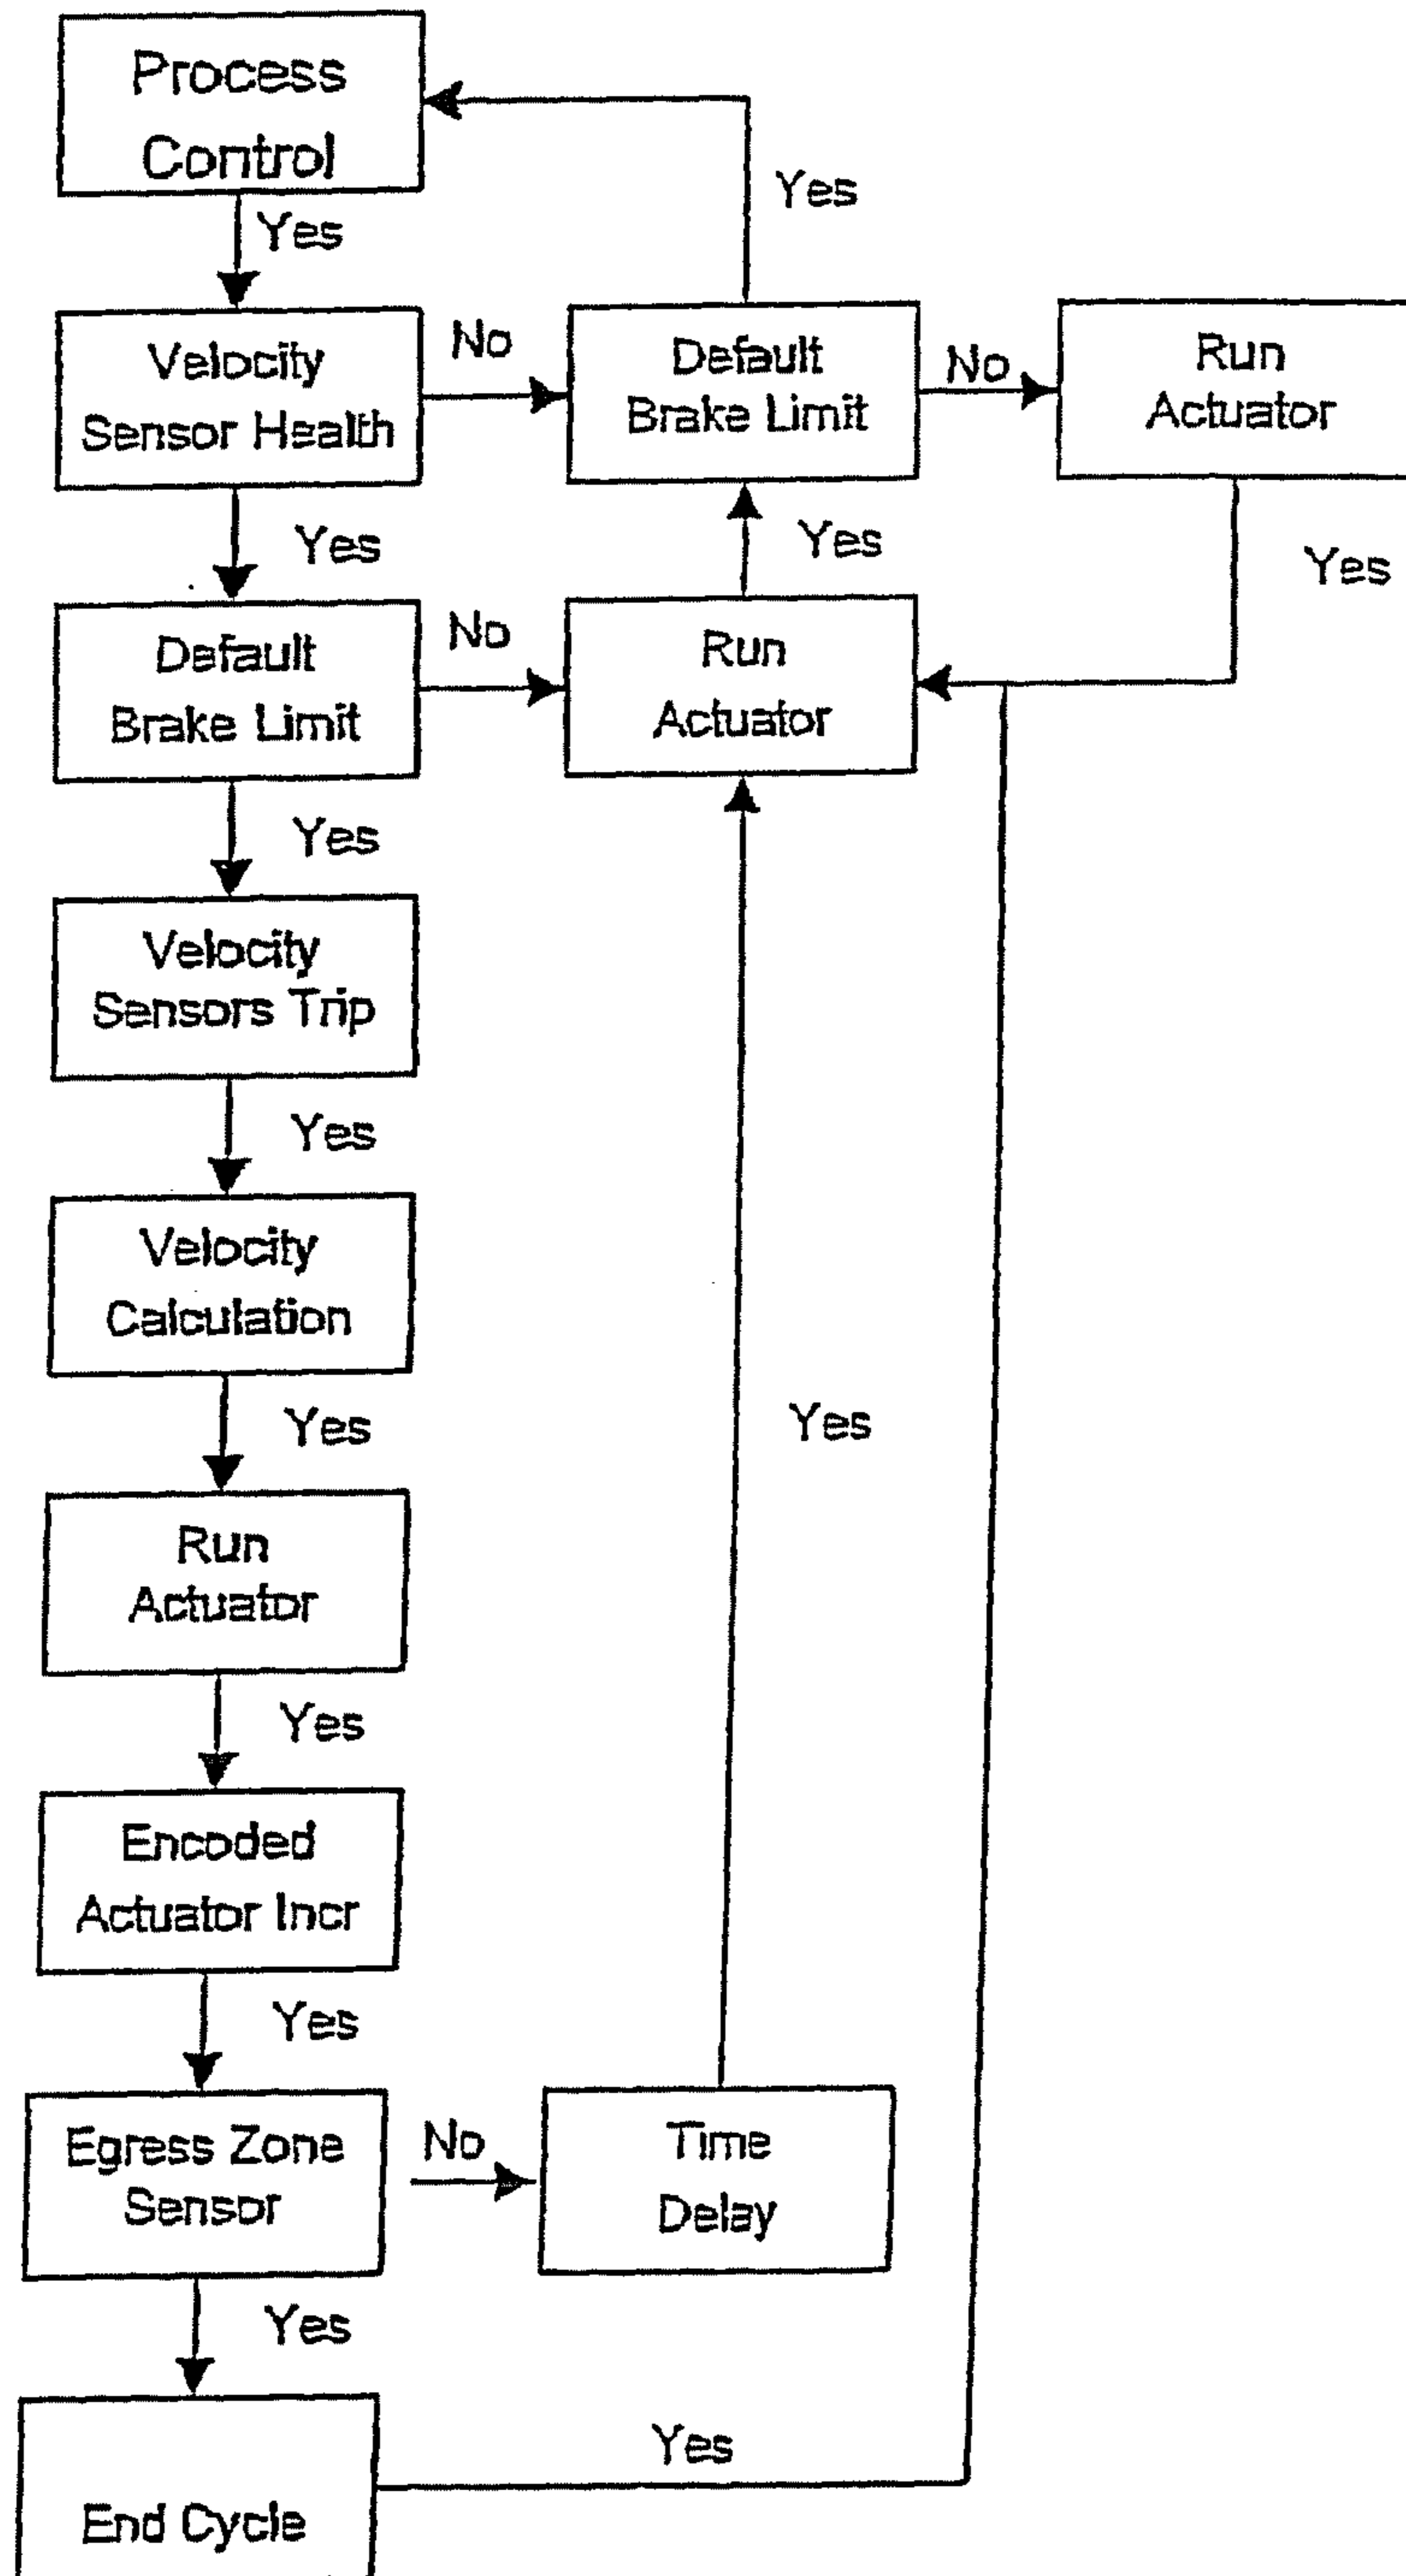 Process
Control
Yes
Yes
Velocity
Sensor Health
No
Default
Brake Limit
No
Run
Actuator
Yes
Yes
Yes
Default
Brake Limit
No
Run
Actuator
Yes
Velocity
Sensors Trip
Yes
Velocity
Calculation
Yes
Yes
Run
Actuator
Yes
Encoded
Actuator Incr
Yes
Egress Zone
Sensor
No
Time
Delay
Yes
Yes
End Cycle